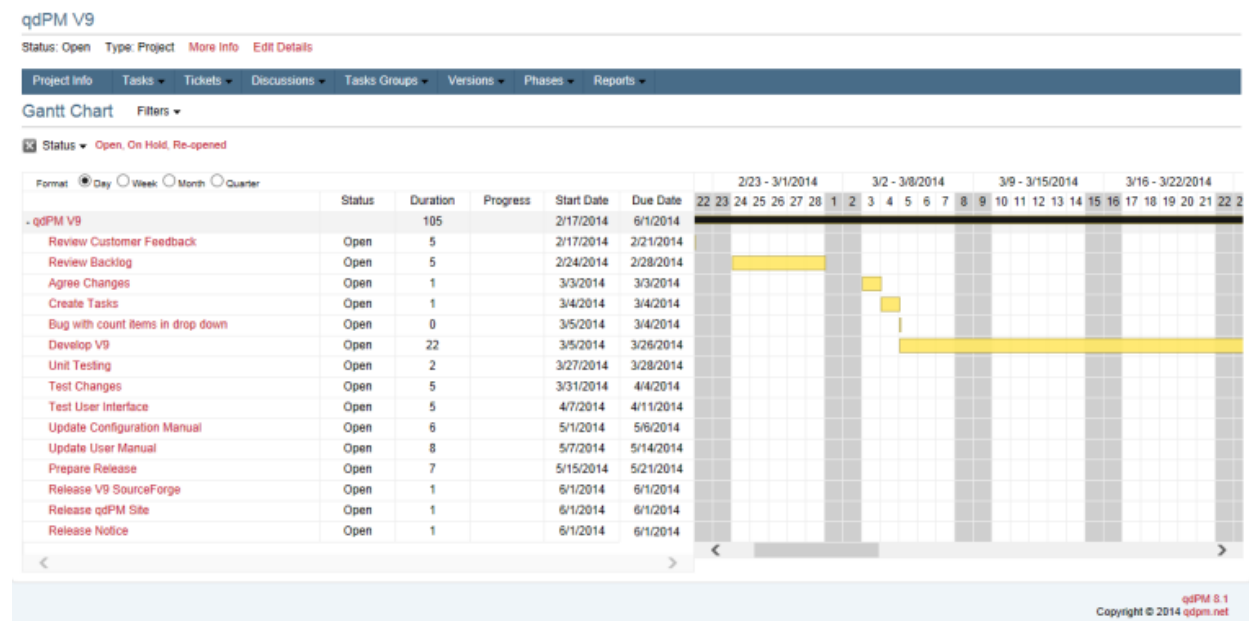 qdPM V9
Status: Open Type: Project More Info Edit Details
Project Info Tasks Tickets Discussions Tasks Groups Versions Phases Reports
Gantt Chart Filters
Status Open, On Hold, Re-opened
Format Day Week Month Quarter 2/23 - 3/1/2014 3/2 - 3/8/2014 3/9 - 3/15/2014 3/16 - 3/22/2014
Status Duration Progress Start Date Due Date 22 23 24 25 26 27 28 1 2 3 4 5 6 7 8 9 10 11 12 13 14 15 16 17 18 19 20 21 22 2
- qdPM V9 105 2/17/2014 6/1/2014
Review Customer Feedback Open 5 2/17/2014 2/21/2014
Review Backlog Open 5 2/24/2014 2/28/2014
Agree Changes Open 1 3/3/2014 3/3/2014
Create Tasks Open 1 3/4/2014 3/4/2014
Bug with count items in drop down Open 0 3/5/2014 3/4/2014
Develop V9 Open 22 3/5/2014 3/26/2014
Unit Testing Open 2 3/27/2014 3/28/2014
Test Changes Open 5 3/31/2014 4/4/2014
Test User Interface Open 5 4/7/2014 4/11/2014
Update Configuration Manual Open 6 5/1/2014 5/6/2014
Update User Manual Open 8 5/7/2014 5/14/2014
Prepare Release Open 7 5/15/2014 5/21/2014
Release V9 SourceForge Open 1 6/1/2014 6/1/2014
Release qdPM Site Open 1 6/1/2014 6/1/2014
Release Notice Open 1 6/1/2014 6/1/2014
qdPM 8.1
Copyright © 2014 qdpm.net